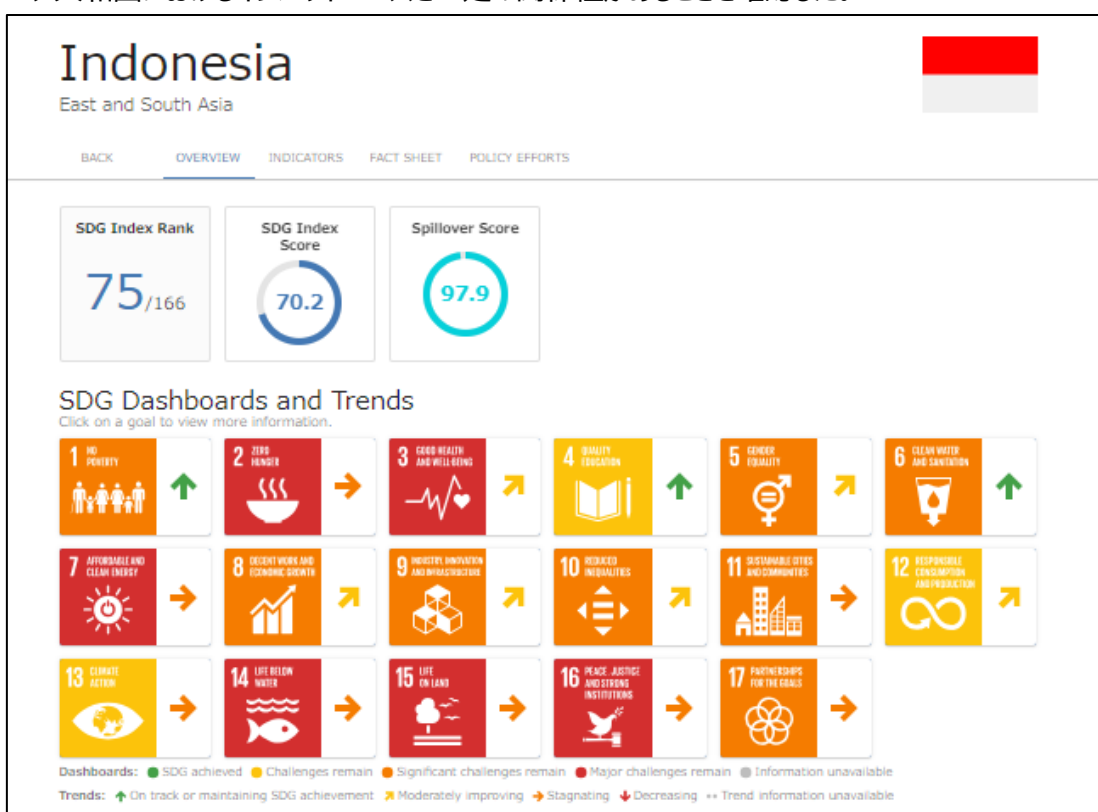 Indonesia
East and South Asia
BACK OVERVIEW INDICATORS FACT SHEET POLICY EFFORTS
SDG Index Rank
75/166
SDG Index
Score
70.2
Spillover Score
97.9
SDG Dashboards and Trends
Click on a goal to view more information.
1 NO
POVERTY
2 ZERO
HUNGER
3 GOOD HEALTH
AND WELL-BEING
4 QUALITY
EDUCATION
5 GENDER
EQUALITY
6 CLEAN WATER
AND SANITATION
7 AFFORDABLE AND
CLEAN ENERGY
8 DECENT WORK AND
ECONOMIC GROWTH
9 INDUSTRY, INNOVATION
AND INFRASTRUCTURE
10 REDUCED
INEQUALITIES
11 SUSTAINABLE CITIES
AND COMMUNITIES
12 RESPONSIBLE
CONSUMPTION
AND PRODUCTION
13 CLIMATE
ACTION
14 LIFE BELOW
WATER
15 LIFE
ON LAND
16 PEACE, JUSTICE
AND STRONG
INSTITUTIONS
17 PARTNERSHIPS
FOR THE GOALS
Dashboards: SDG achieved Challenges remain Significant challenges remain Major challenges remain Information unavailable
Trends: On track or maintaining SDG achievement Moderately improving Stagnating Decreasing Trend information unavailable